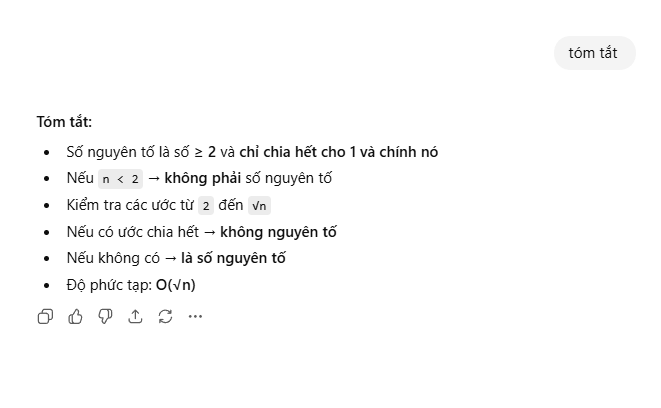 tóm tắt
Tóm tắt:
• Số nguyên tố là số ≥ 2 và chỉ chia hết cho 1 và chính nó
• Nếu n < 2 → không phải số nguyên tố
• Kiểm tra các ước từ 2 đến √n
• Nếu có ước chia hết → không nguyên tố
• Nếu không có → là số nguyên tố
• Độ phức tạp: O(√n)